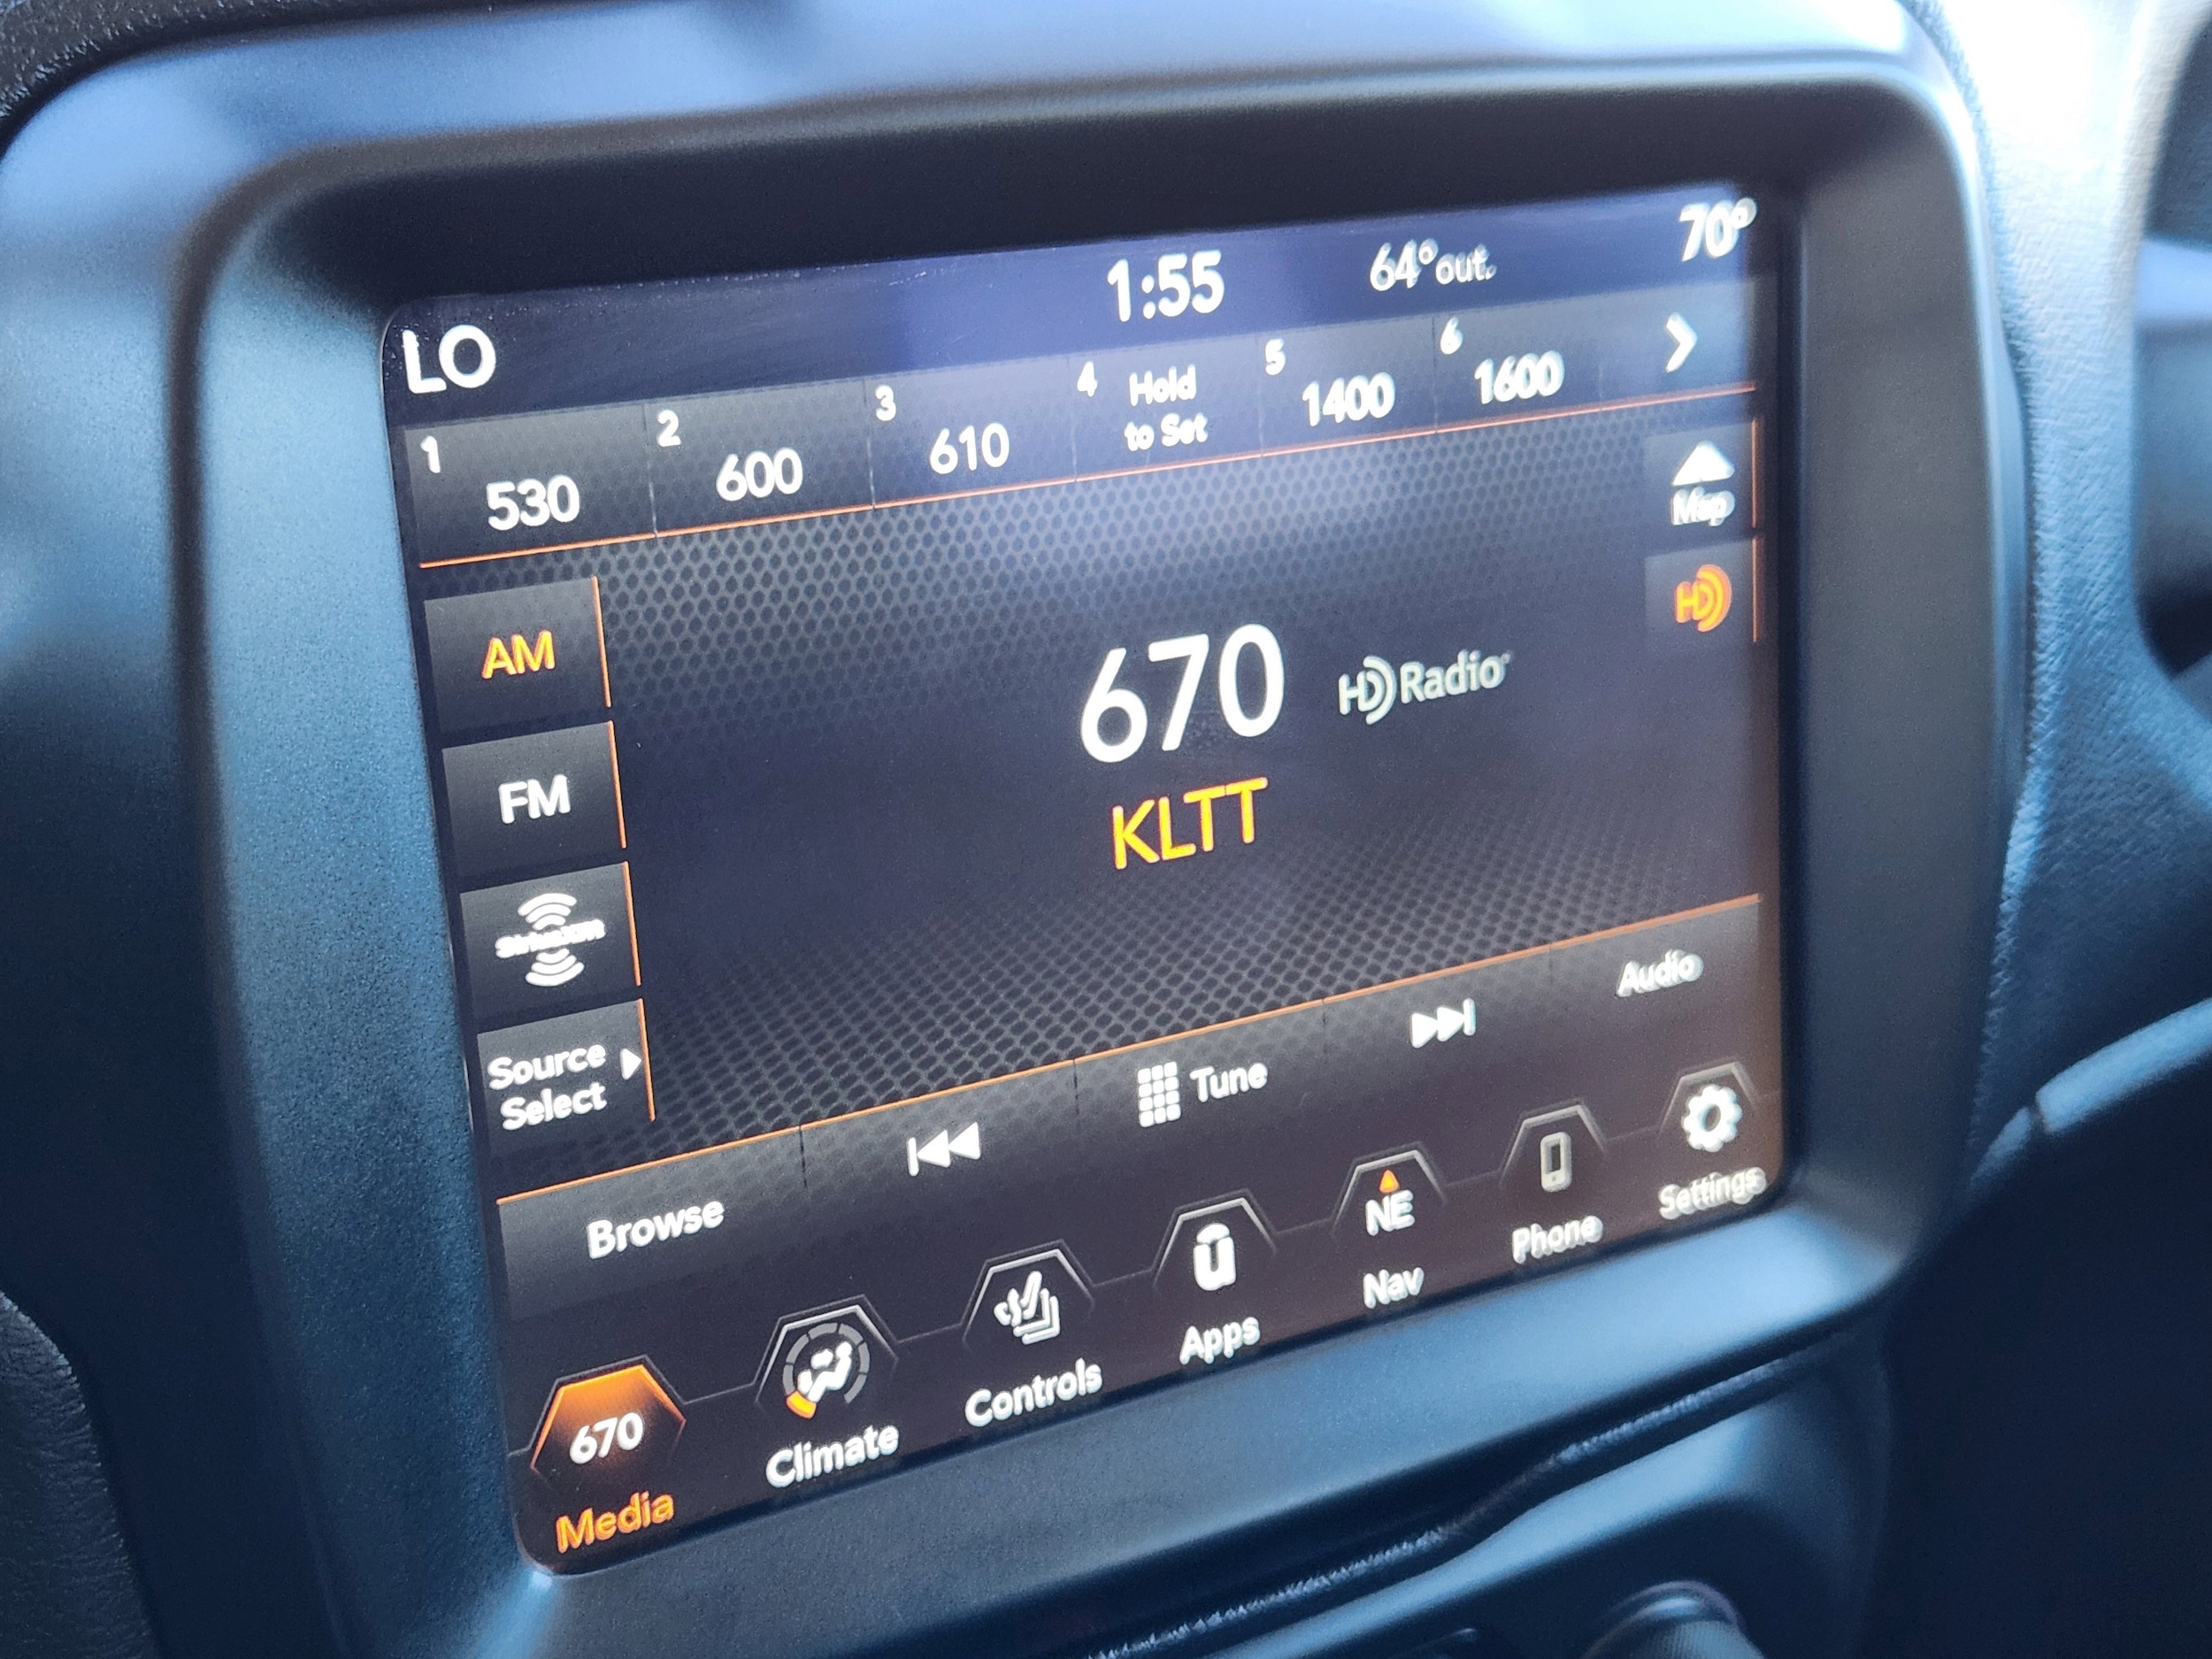 LO
1:55
64° out.
70°
1
530
2
600
3
610
4
Hold
to Set
5
1400
6
1600
Map
AM
HD
670
HD Radio
FM
KLTT
siriusxm
Source
Select
Browse
Tune
Audio
670
Media
Climate
Controls
Apps
NE
Nav
Phone
Settings